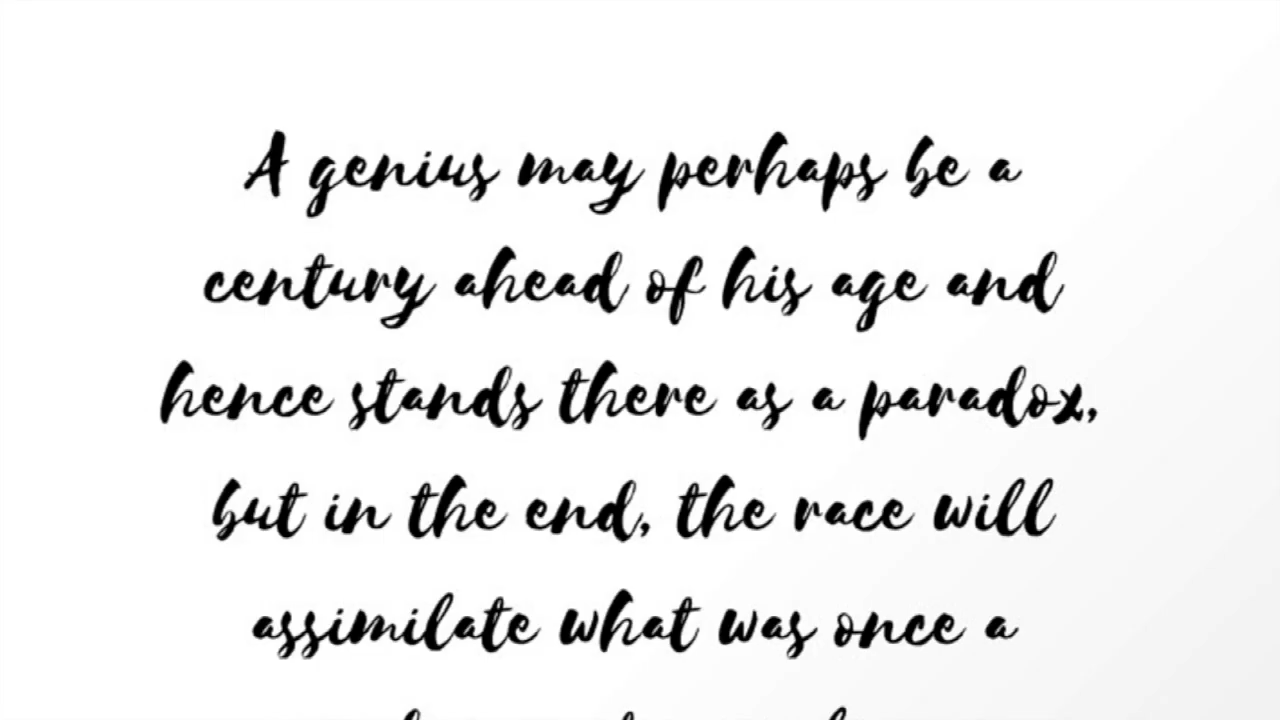 A genius may perhaps be a
century ahead of his age and
hence stands there as a paradox,
but in the end, the race will
assimilate what was once a